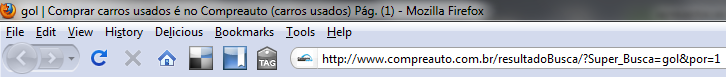 gol | Comprar carros usados é no Compreauto (carros usados) Pág. (1) - Mozilla Firefox
File Edit View History Delicious Bookmarks Tools Help
TAG http://www.compreauto.com.br/resultadoBusca/?Super_Busca=gol&por=1